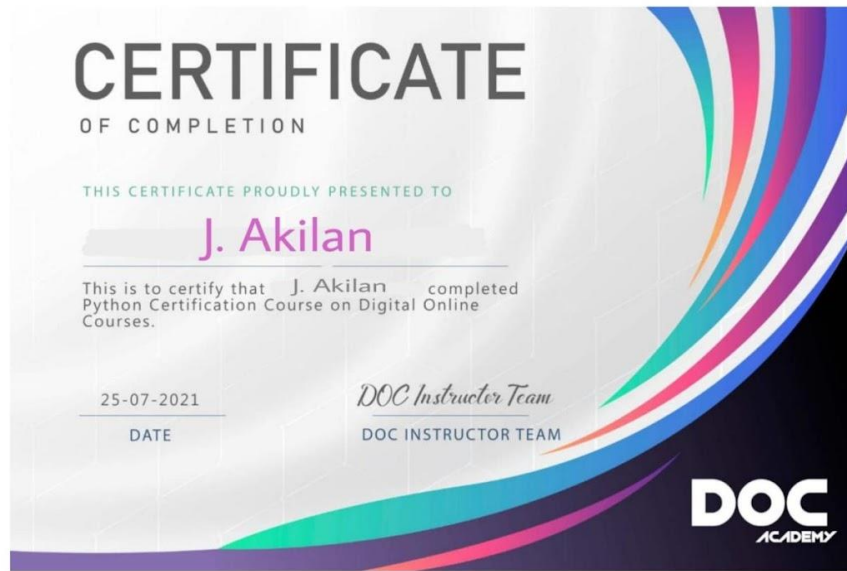 CERTIFICATE
OF COMPLETION
THIS CERTIFICATE PROUDLY PRESENTED TO
J. Akilan
This is to certify that J. Akilan completed
Python Certification Course on Digital Online
Courses.
25-07-2021
DATE
DOC Instructor Team
DOC INSTRUCTOR TEAM
DOC
ACADEMY